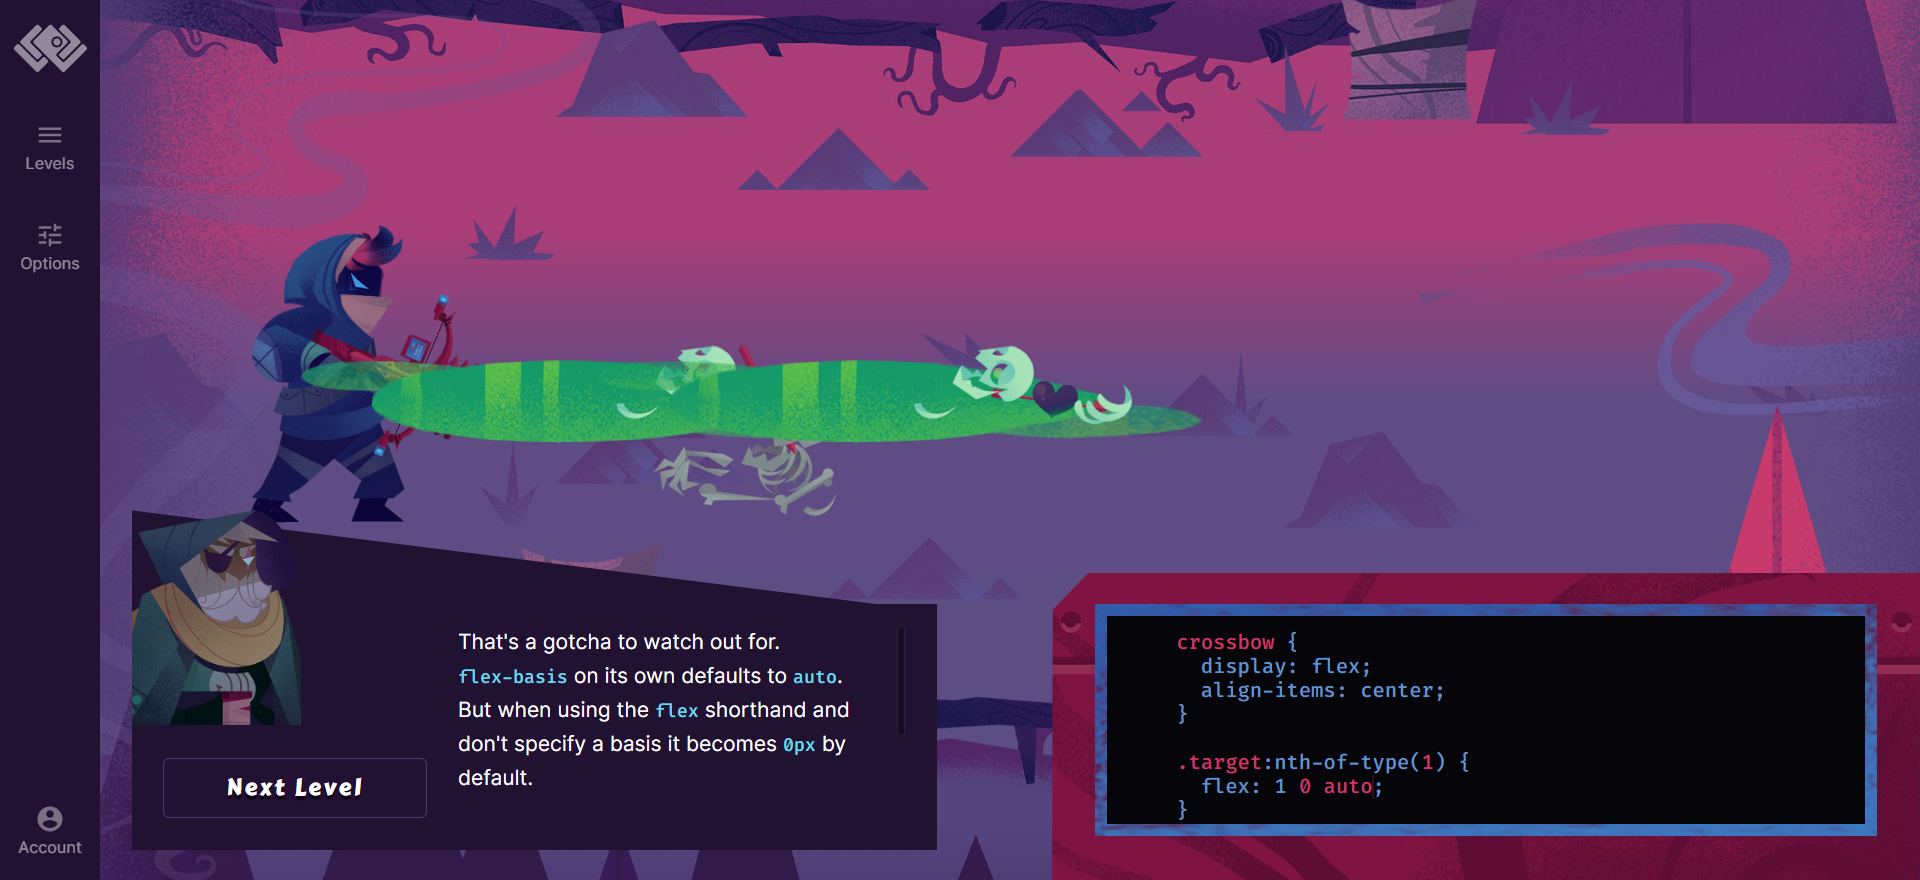 Levels
Options
Account
That's a gotcha to watch out for.
flex-basis on its own defaults to auto.
But when using the flex shorthand and
don't specify a basis it becomes 0px by
default.
Next Level
crossbow {
  display: flex;
  align-items: center;
}
.target:nth-of-type(1) {
  flex: 1 0 auto;
}